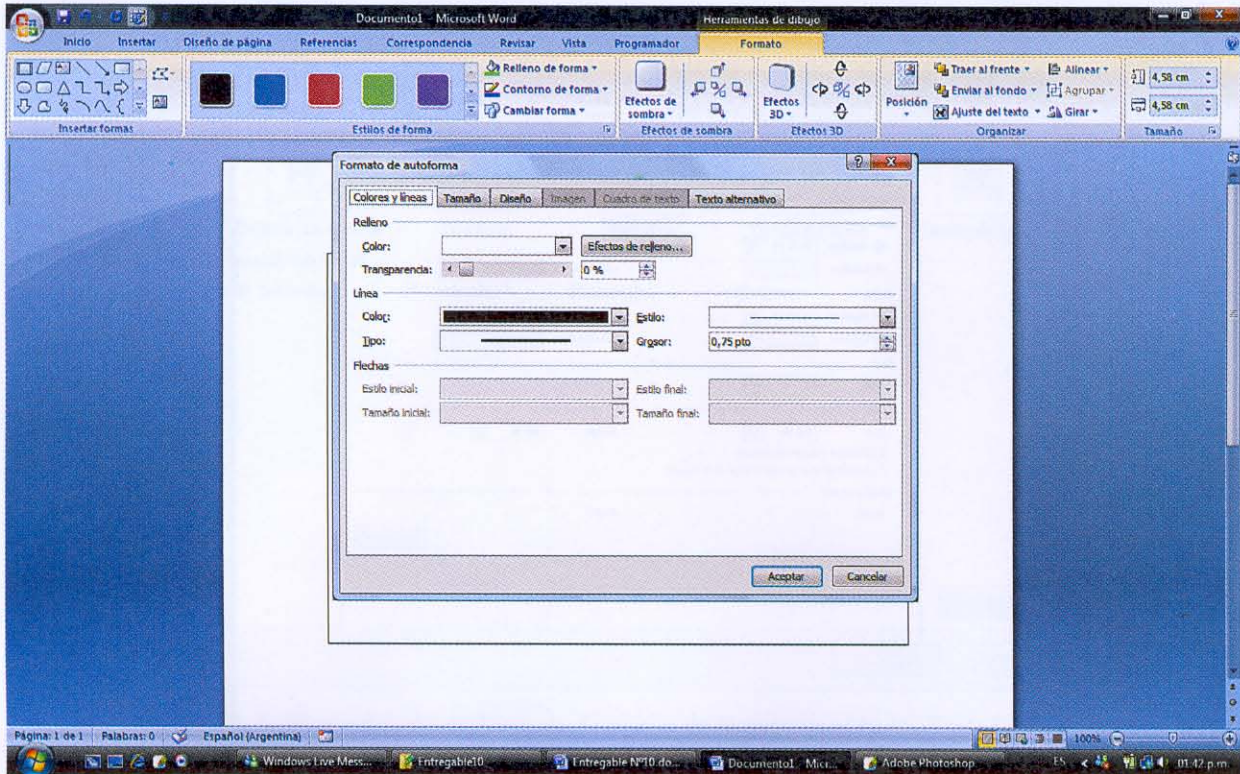 Documento1 - Microsoft Word
Herramientas de dibujo
Inicio Insertar Diseño de página Referencias Correspondencia Revisar Vista Programador Formato
Relleno de forma
Contorno de forma
Cambiar forma
Efectos de sombra
Efectos 3D
Posición
Traer al frente
Enviar al fondo
Ajuste del texto
Alinear
Agrupar
Girar
4,58 cm
4,58 cm
Insertar formas Estilos de forma Efectos de sombra Efectos 3D Organizar Tamaño
Formato de autoforma
Colores y líneas Tamaño Diseño Imagen Cuadro de texto Texto alternativo
Relleno
Color: Efectos de relleno...
Transparencia: 0 %
Línea
Color: Estilo:
Tipo: Grosor: 0,75 pto
Flechas
Estilo inicial: Estilo final:
Tamaño inicial: Tamaño final:
Aceptar Cancelar
Página: 1 de 1 Palabras: 0 Español (Argentina) 100%
Windows Live Mess... Entregable10 Entregable Nº10.do... Documento1 - Micr... Adobe Photoshop ES 01:42 p.m.